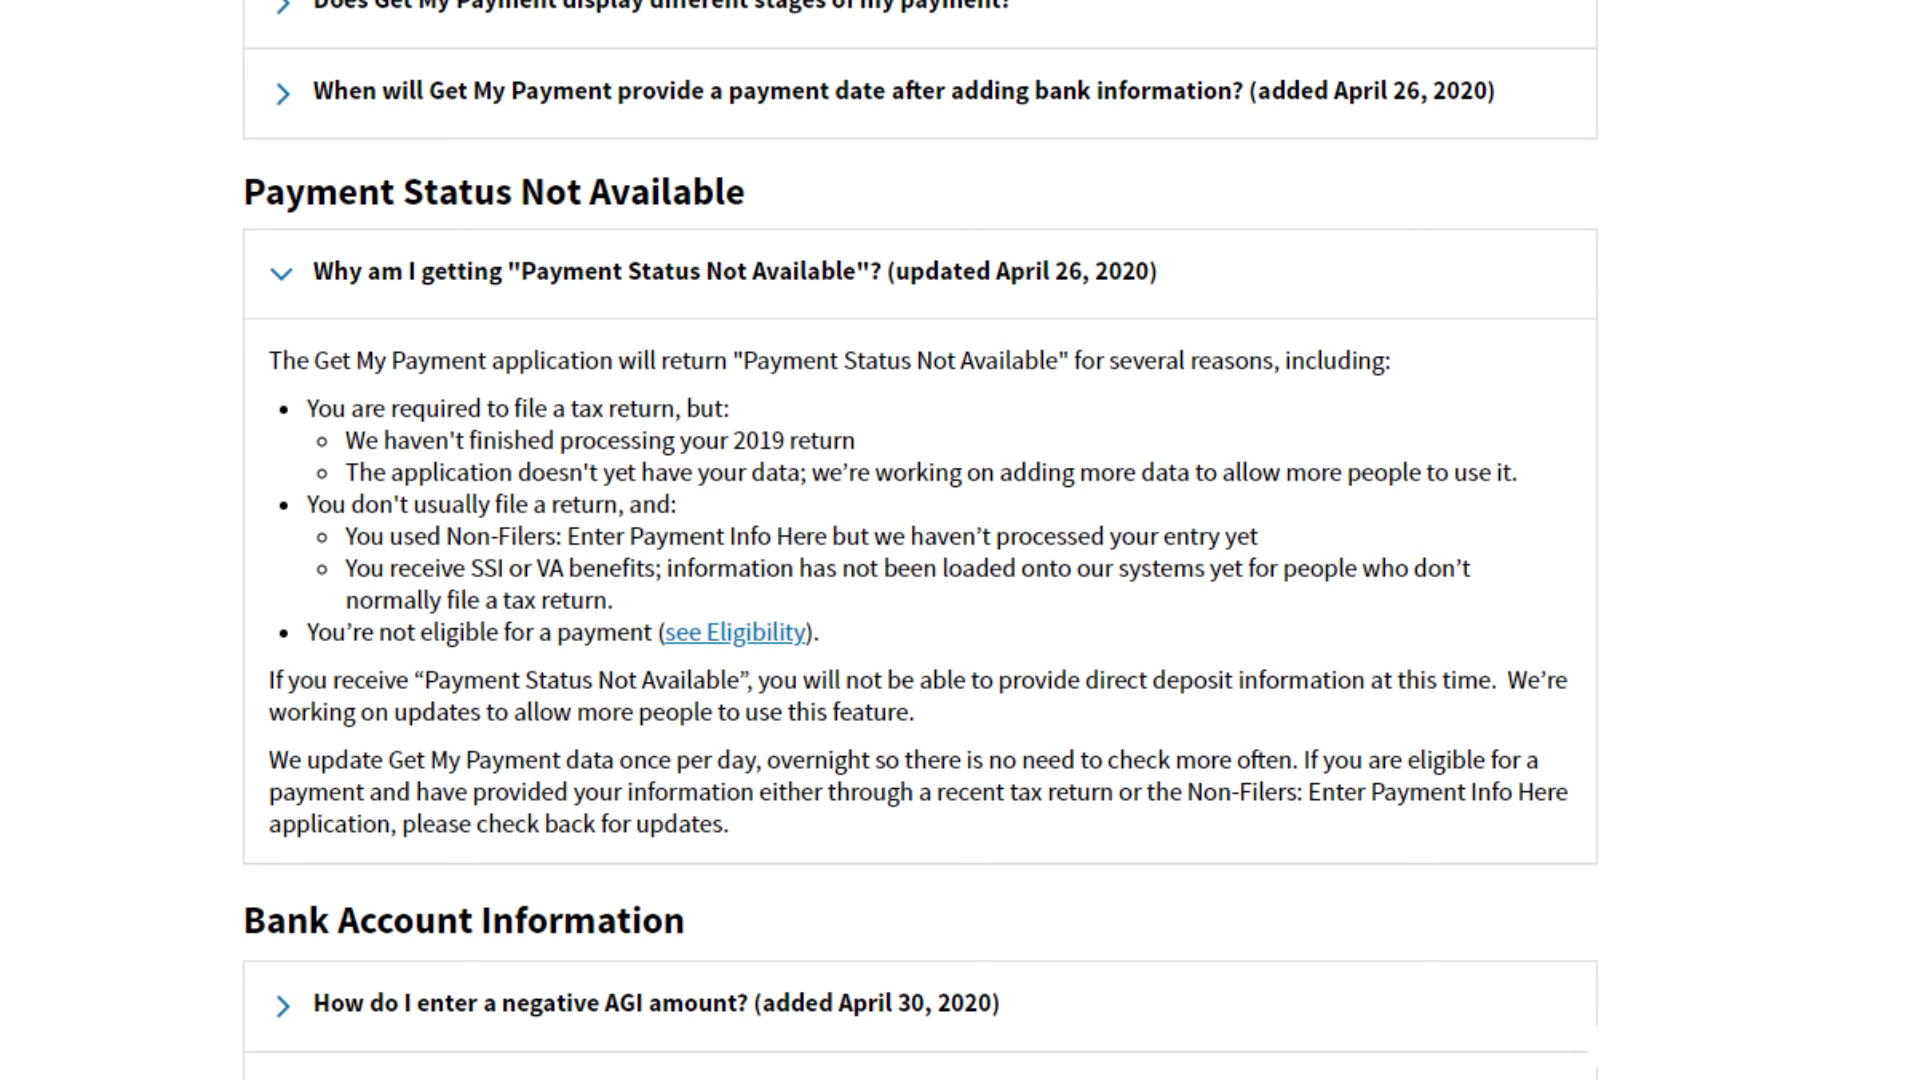 Does Get My Payment display different stages of my payment?
When will Get My Payment provide a payment date after adding bank information? (added April 26, 2020)
Payment Status Not Available
Why am I getting "Payment Status Not Available"? (updated April 26, 2020)
The Get My Payment application will return "Payment Status Not Available" for several reasons, including:
• You are required to file a tax return, but:
◦ We haven't finished processing your 2019 return
◦ The application doesn't yet have your data; we’re working on adding more data to allow more people to use it.
• You don't usually file a return, and:
◦ You used Non-Filers: Enter Payment Info Here but we haven’t processed your entry yet
◦ You receive SSI or VA benefits; information has not been loaded onto our systems yet for people who don’t
normally file a tax return.
• You’re not eligible for a payment (see Eligibility).
If you receive “Payment Status Not Available”, you will not be able to provide direct deposit information at this time.  We’re
working on updates to allow more people to use this feature.
We update Get My Payment data once per day, overnight so there is no need to check more often. If you are eligible for a
payment and have provided your information either through a recent tax return or the Non-Filers: Enter Payment Info Here
application, please check back for updates.
Bank Account Information
How do I enter a negative AGI amount? (added April 30, 2020)